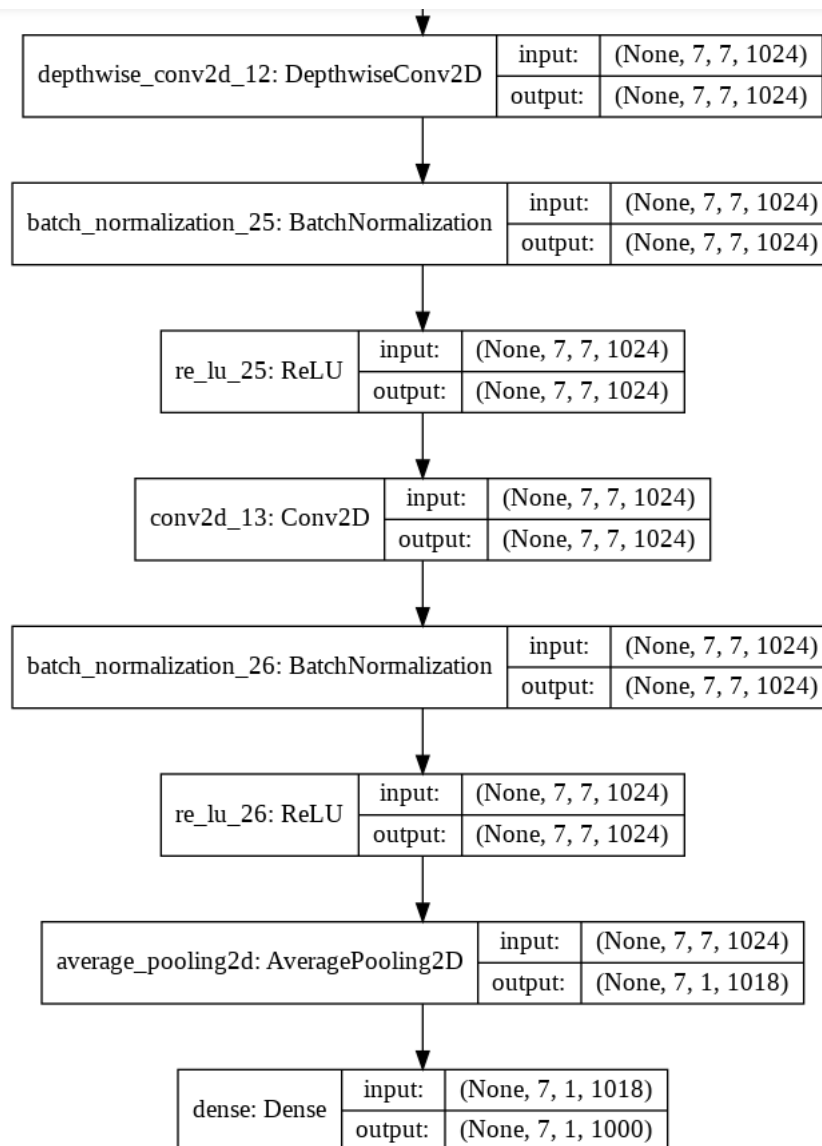 depthwise_conv2d_12: DepthwiseConv2D
input: (None, 7, 7, 1024)
output: (None, 7, 7, 1024)
batch_normalization_25: BatchNormalization
input: (None, 7, 7, 1024)
output: (None, 7, 7, 1024)
re_lu_25: ReLU
input: (None, 7, 7, 1024)
output: (None, 7, 7, 1024)
conv2d_13: Conv2D
input: (None, 7, 7, 1024)
output: (None, 7, 7, 1024)
batch_normalization_26: BatchNormalization
input: (None, 7, 7, 1024)
output: (None, 7, 7, 1024)
re_lu_26: ReLU
input: (None, 7, 7, 1024)
output: (None, 7, 7, 1024)
average_pooling2d: AveragePooling2D
input: (None, 7, 7, 1024)
output: (None, 7, 1, 1018)
dense: Dense
input: (None, 7, 1, 1018)
output: (None, 7, 1, 1000)